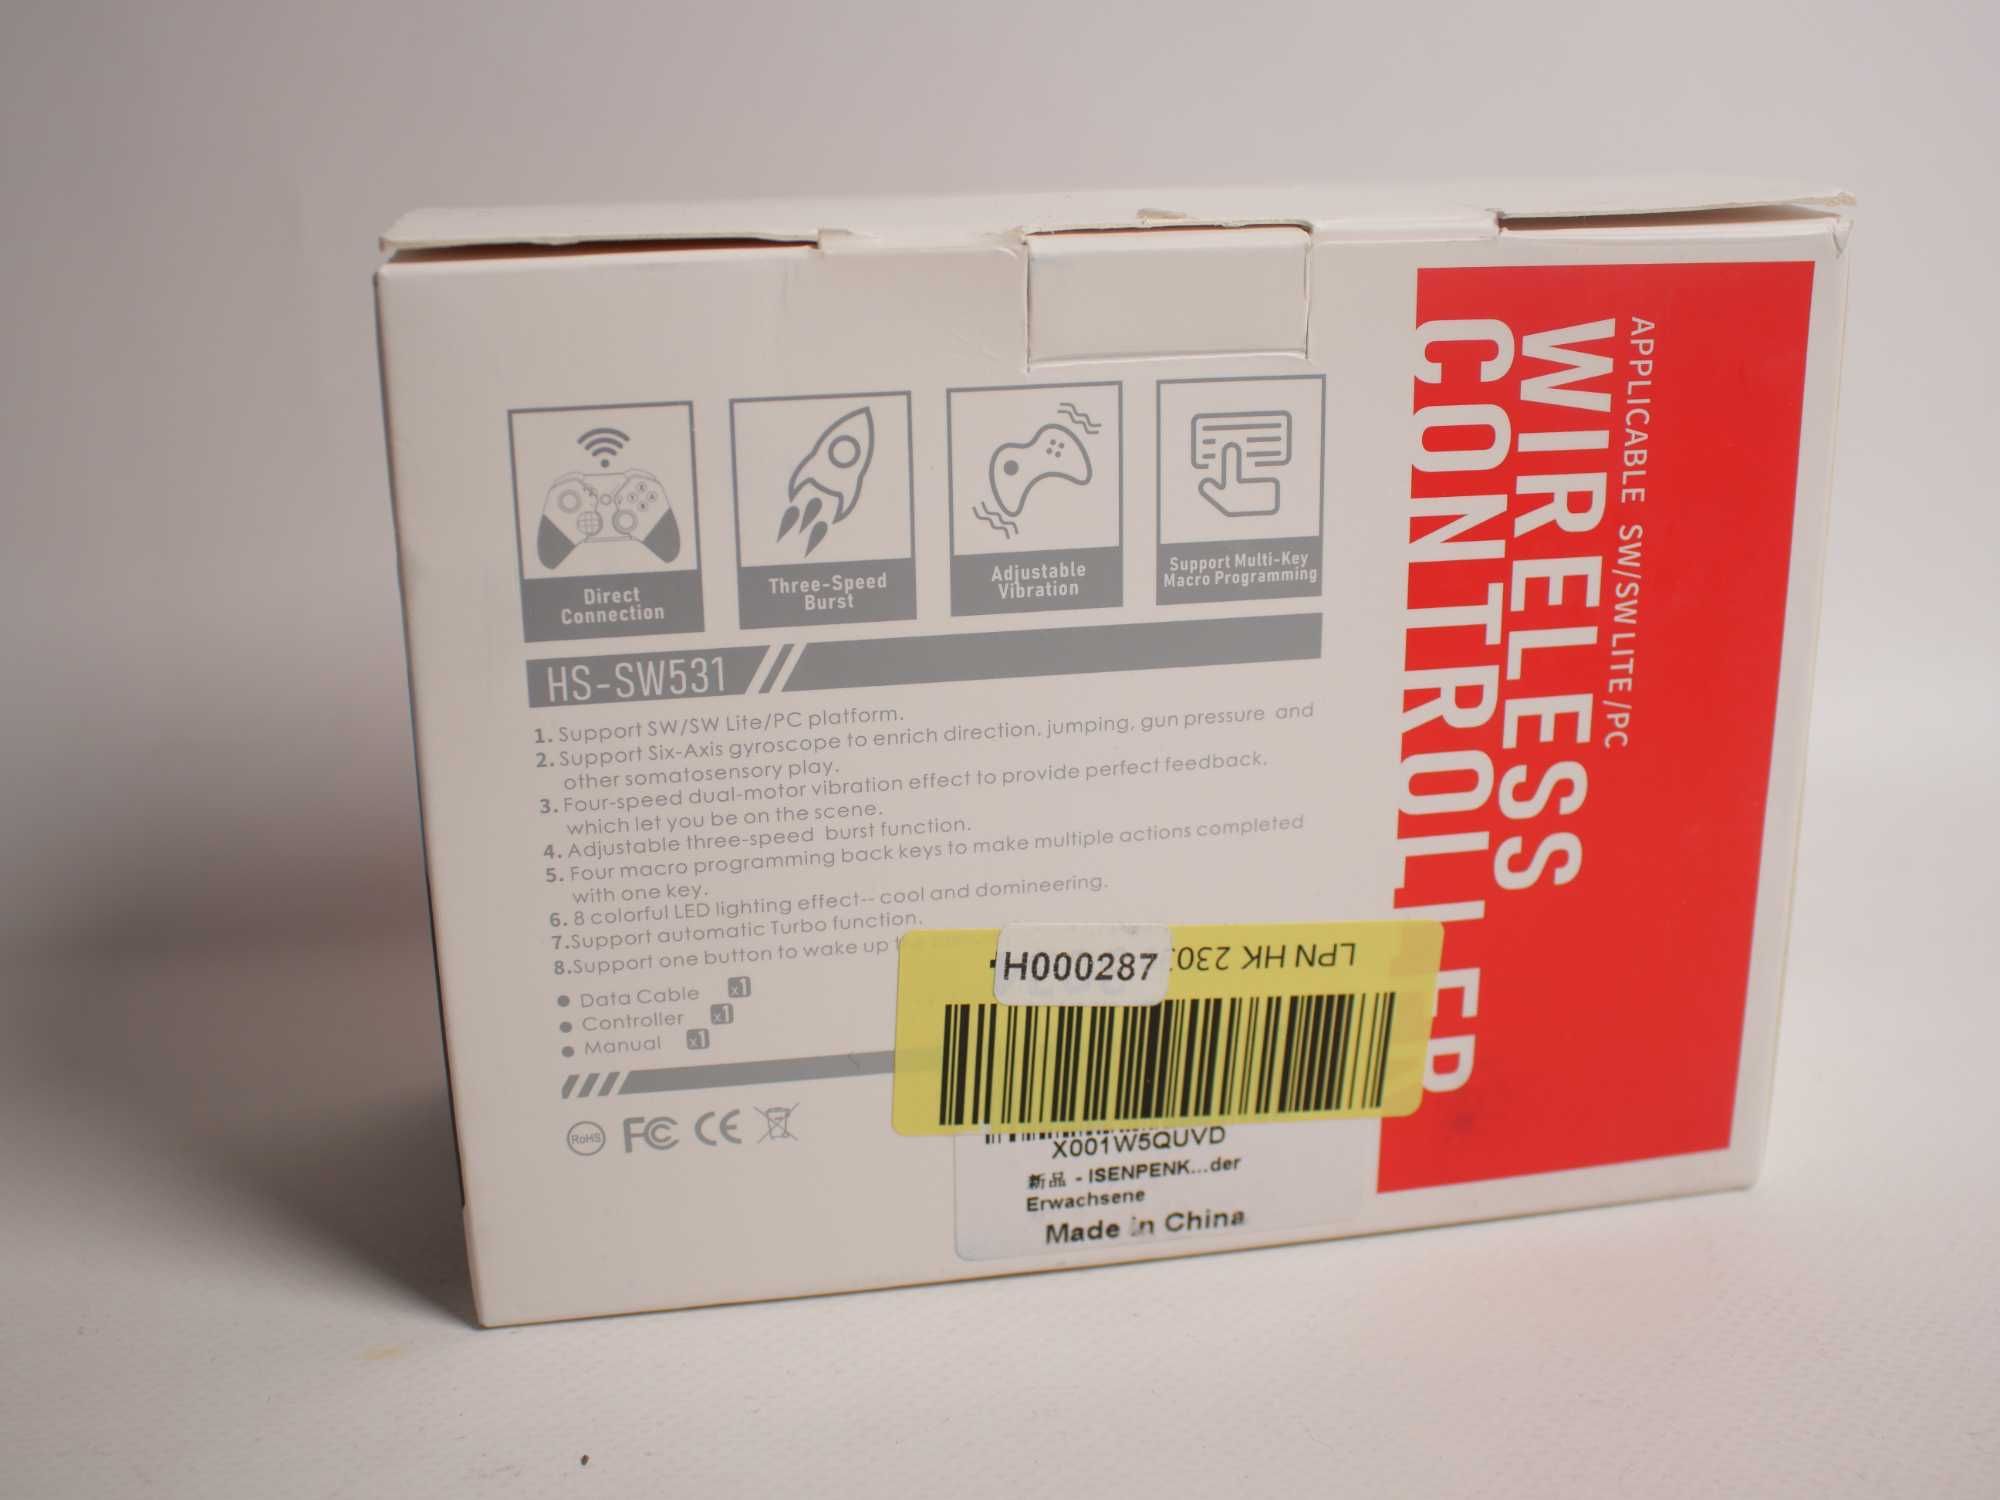 APPLICABLE SW/SW LITE/PC
WIRELESS
CONTROLLER
Direct
Connection
Three-Speed
Burst
Adjustable
Vibration
Support Multi-Key
Macro Programming
HS-SW531
1. Support SW/SW Lite/PC platform.
2. Support Six-Axis gyroscope to enrich direction, jumping, gun pressure and
other somatosensory play.
3. Four-speed dual-motor vibration effect to provide perfect feedback,
which let you be on the scene.
4. Adjustable three-speed burst function.
5. Four macro programming back keys to make multiple actions completed
with one key.
6. 8 colorful LED lighting effect-- cool and domineering.
7.Support automatic Turbo function.
8.Support one button to wake up
Data Cable x1
Controller x1
Manual x1
RoHS FC CE
LPN HK 230
H000287
X001W5QUVD
新品 - ISENPENK...der
Erwachsene
Made in China